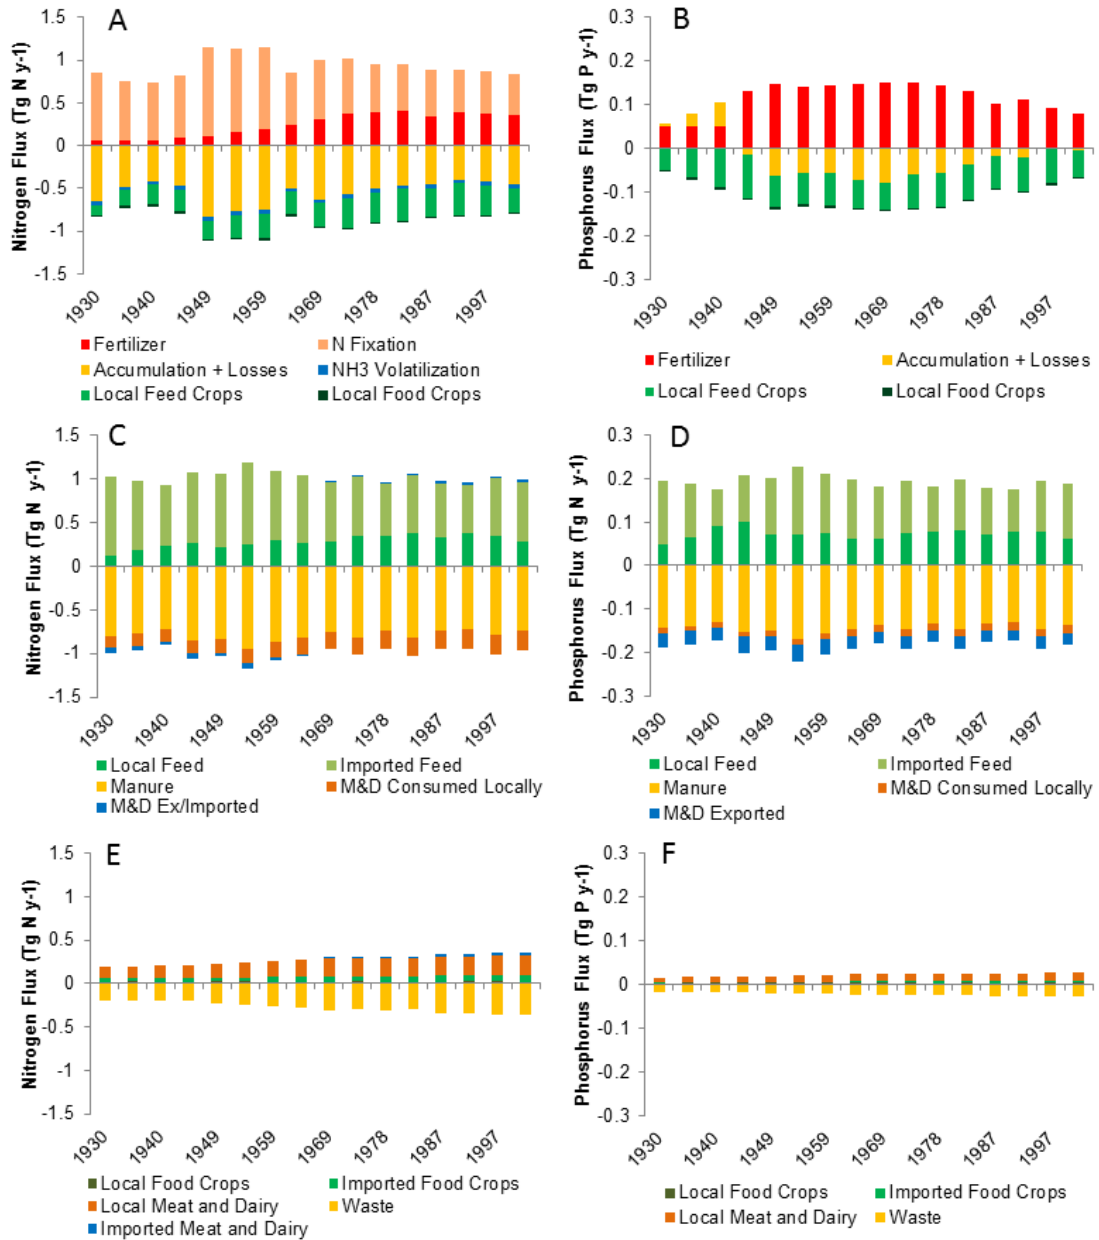 A
Nitrogen Flux (Tg N y-1)
1.5
1
0.5
0
-0.5
-1
-1.5
1930
1940
1949
1959
1969
1978
1987
1997
Fertilizer
N Fixation
Accumulation + Losses
NH3 Volatilization
Local Feed Crops
Local Food Crops
B
Phosphorus Flux (Tg P y-1)
0.3
0.2
0.1
0
-0.1
-0.2
-0.3
1930
1940
1949
1959
1969
1978
1987
1997
Fertilizer
Accumulation + Losses
Local Feed Crops
Local Food Crops
C
Nitrogen Flux (Tg N y-1)
1.5
1
0.5
0
-0.5
-1
-1.5
1930
1940
1949
1959
1969
1978
1987
1997
Local Feed
Imported Feed
Manure
M&D Consumed Locally
M&D Ex/Imported
D
Phosphorus Flux (Tg N y-1)
0.3
0.2
0.1
0
-0.1
-0.2
-0.3
1930
1940
1949
1959
1969
1978
1987
1997
Local Feed
Imported Feed
Manure
M&D Consumed Locally
M&D Exported
E
Nitrogen Flux (Tg N y-1)
1.5
1
0.5
0
-0.5
-1
-1.5
1930
1940
1949
1959
1969
1978
1987
1997
Local Food Crops
Imported Food Crops
Local Meat and Dairy
Waste
Imported Meat and Dairy
F
Phosphorus Flux (Tg P y-1)
0.3
0.2
0.1
0
-0.1
-0.2
-0.3
1930
1940
1949
1959
1969
1978
1987
1997
Local Food Crops
Imported Food Crops
Local Meat and Dairy
Waste